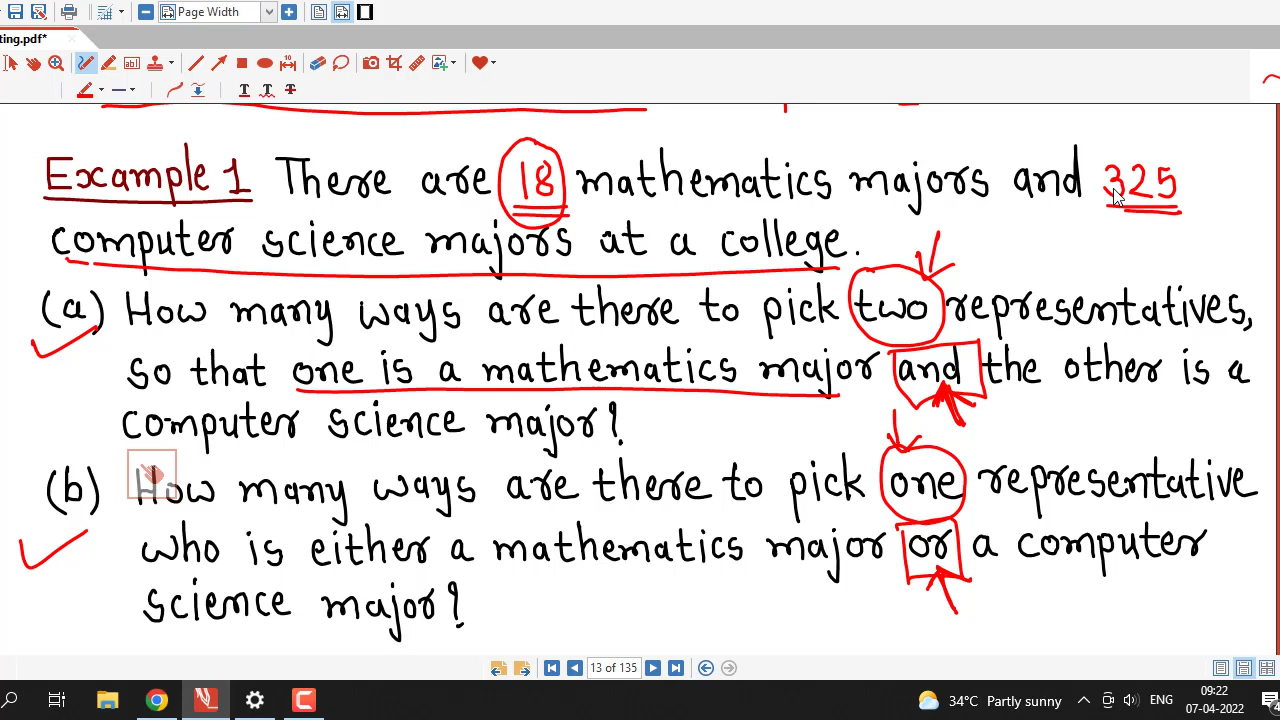 Page Width
ting.pdf*
10
Example 1 There are 18 mathematics majors and 325
computer science majors at a college.
(a) How many ways are there to pick two representatives,
so that one is a mathematics major and the other is a
computer science major?
(b) How many ways are there to pick one representative
who is either a mathematics major or a computer
science major?
13 of 135
34°C Partly sunny
ENG
09:22
07-04-2022